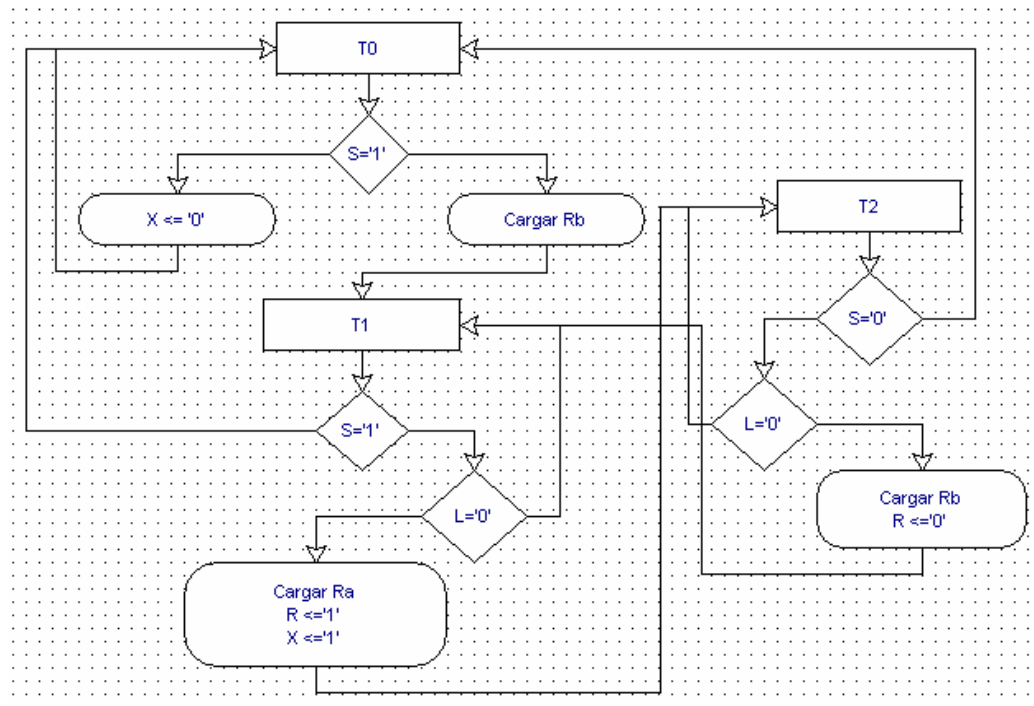 T0
S='1'
X <= '0'
Cargar Rb
T2
T1
S='0'
S='1'
L='0'
L='0'
Cargar Rb
R <='0'
Cargar Ra
R <='1'
X <='1'